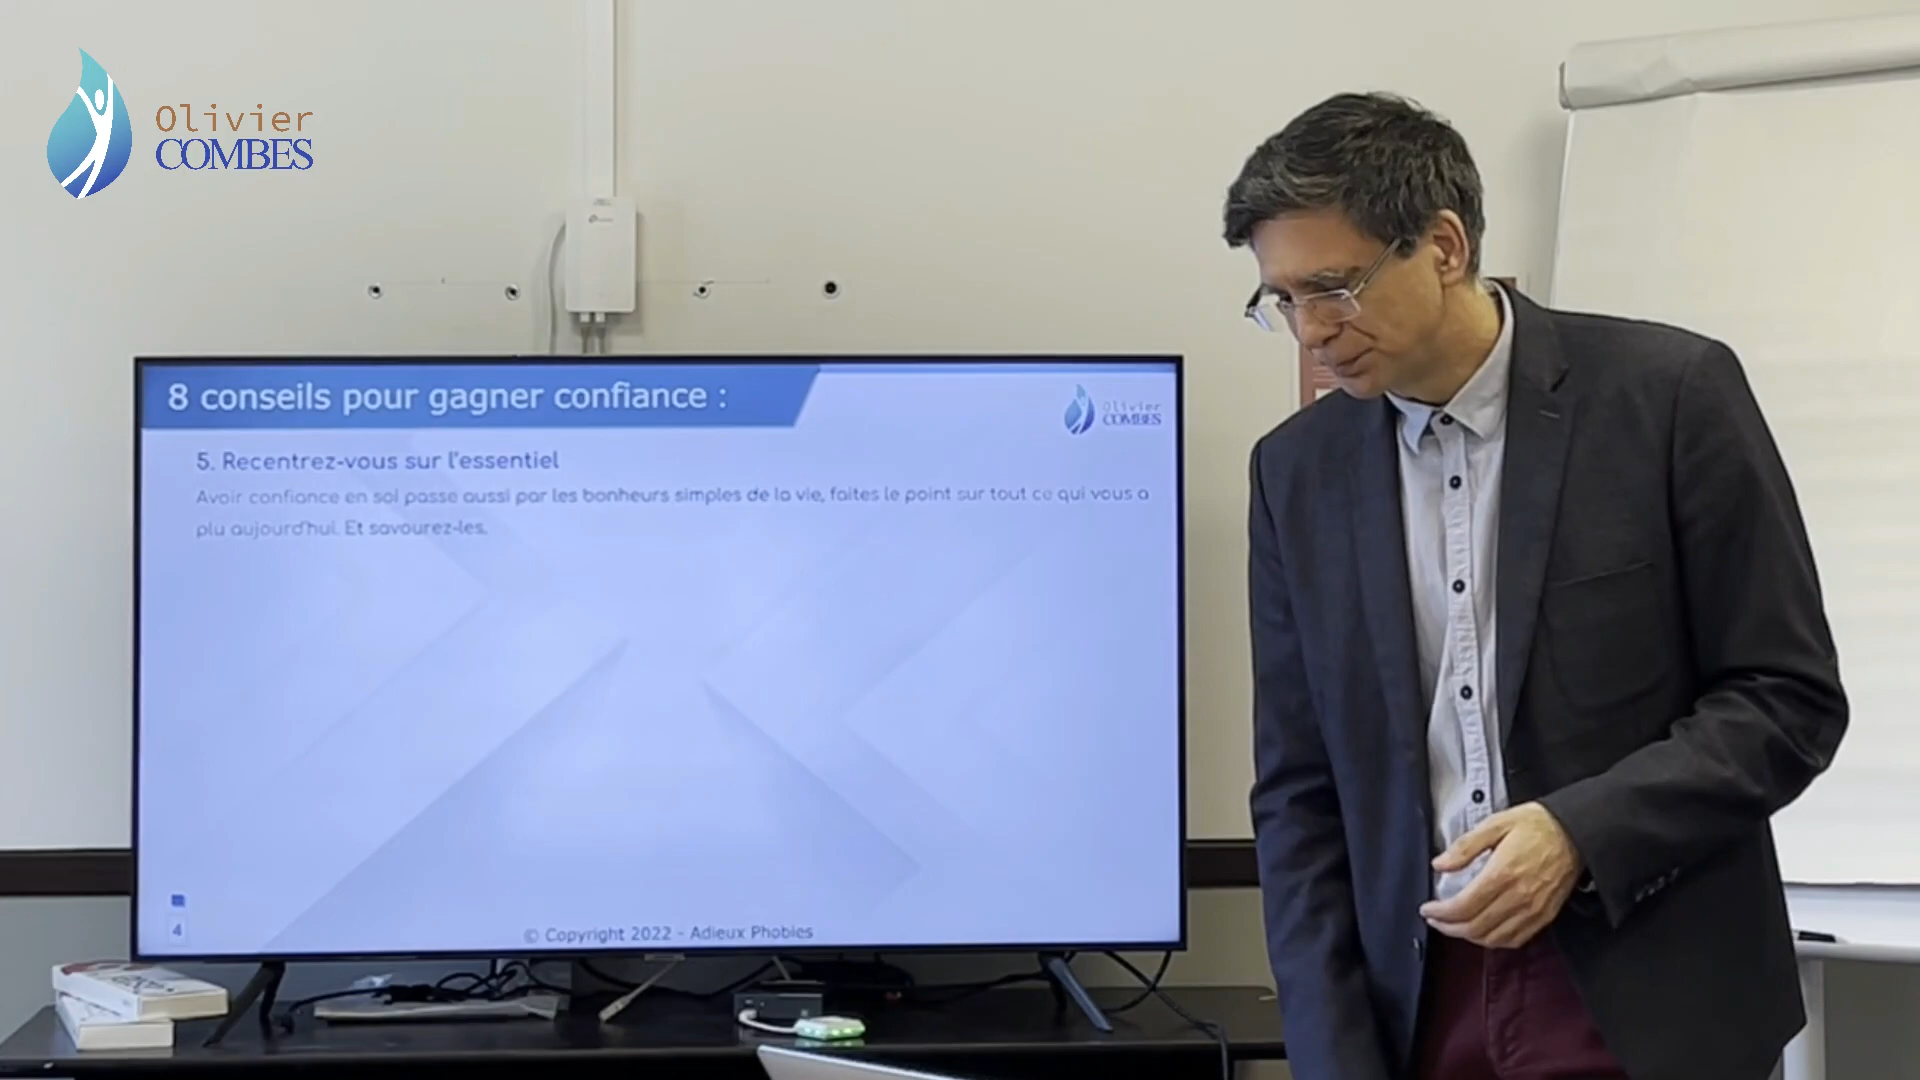 Olivier
COMBES
8 conseils pour gagner confiance :
Olivier
COMBES
5. Recentrez-vous sur l'essentiel
Avoir confiance en soi passe aussi par les bonheurs simples de la vie, faites le point sur tout ce qui vous a
plu aujourd'hui. Et savourez-les.
4
© Copyright 2022 - Adieux Phobies